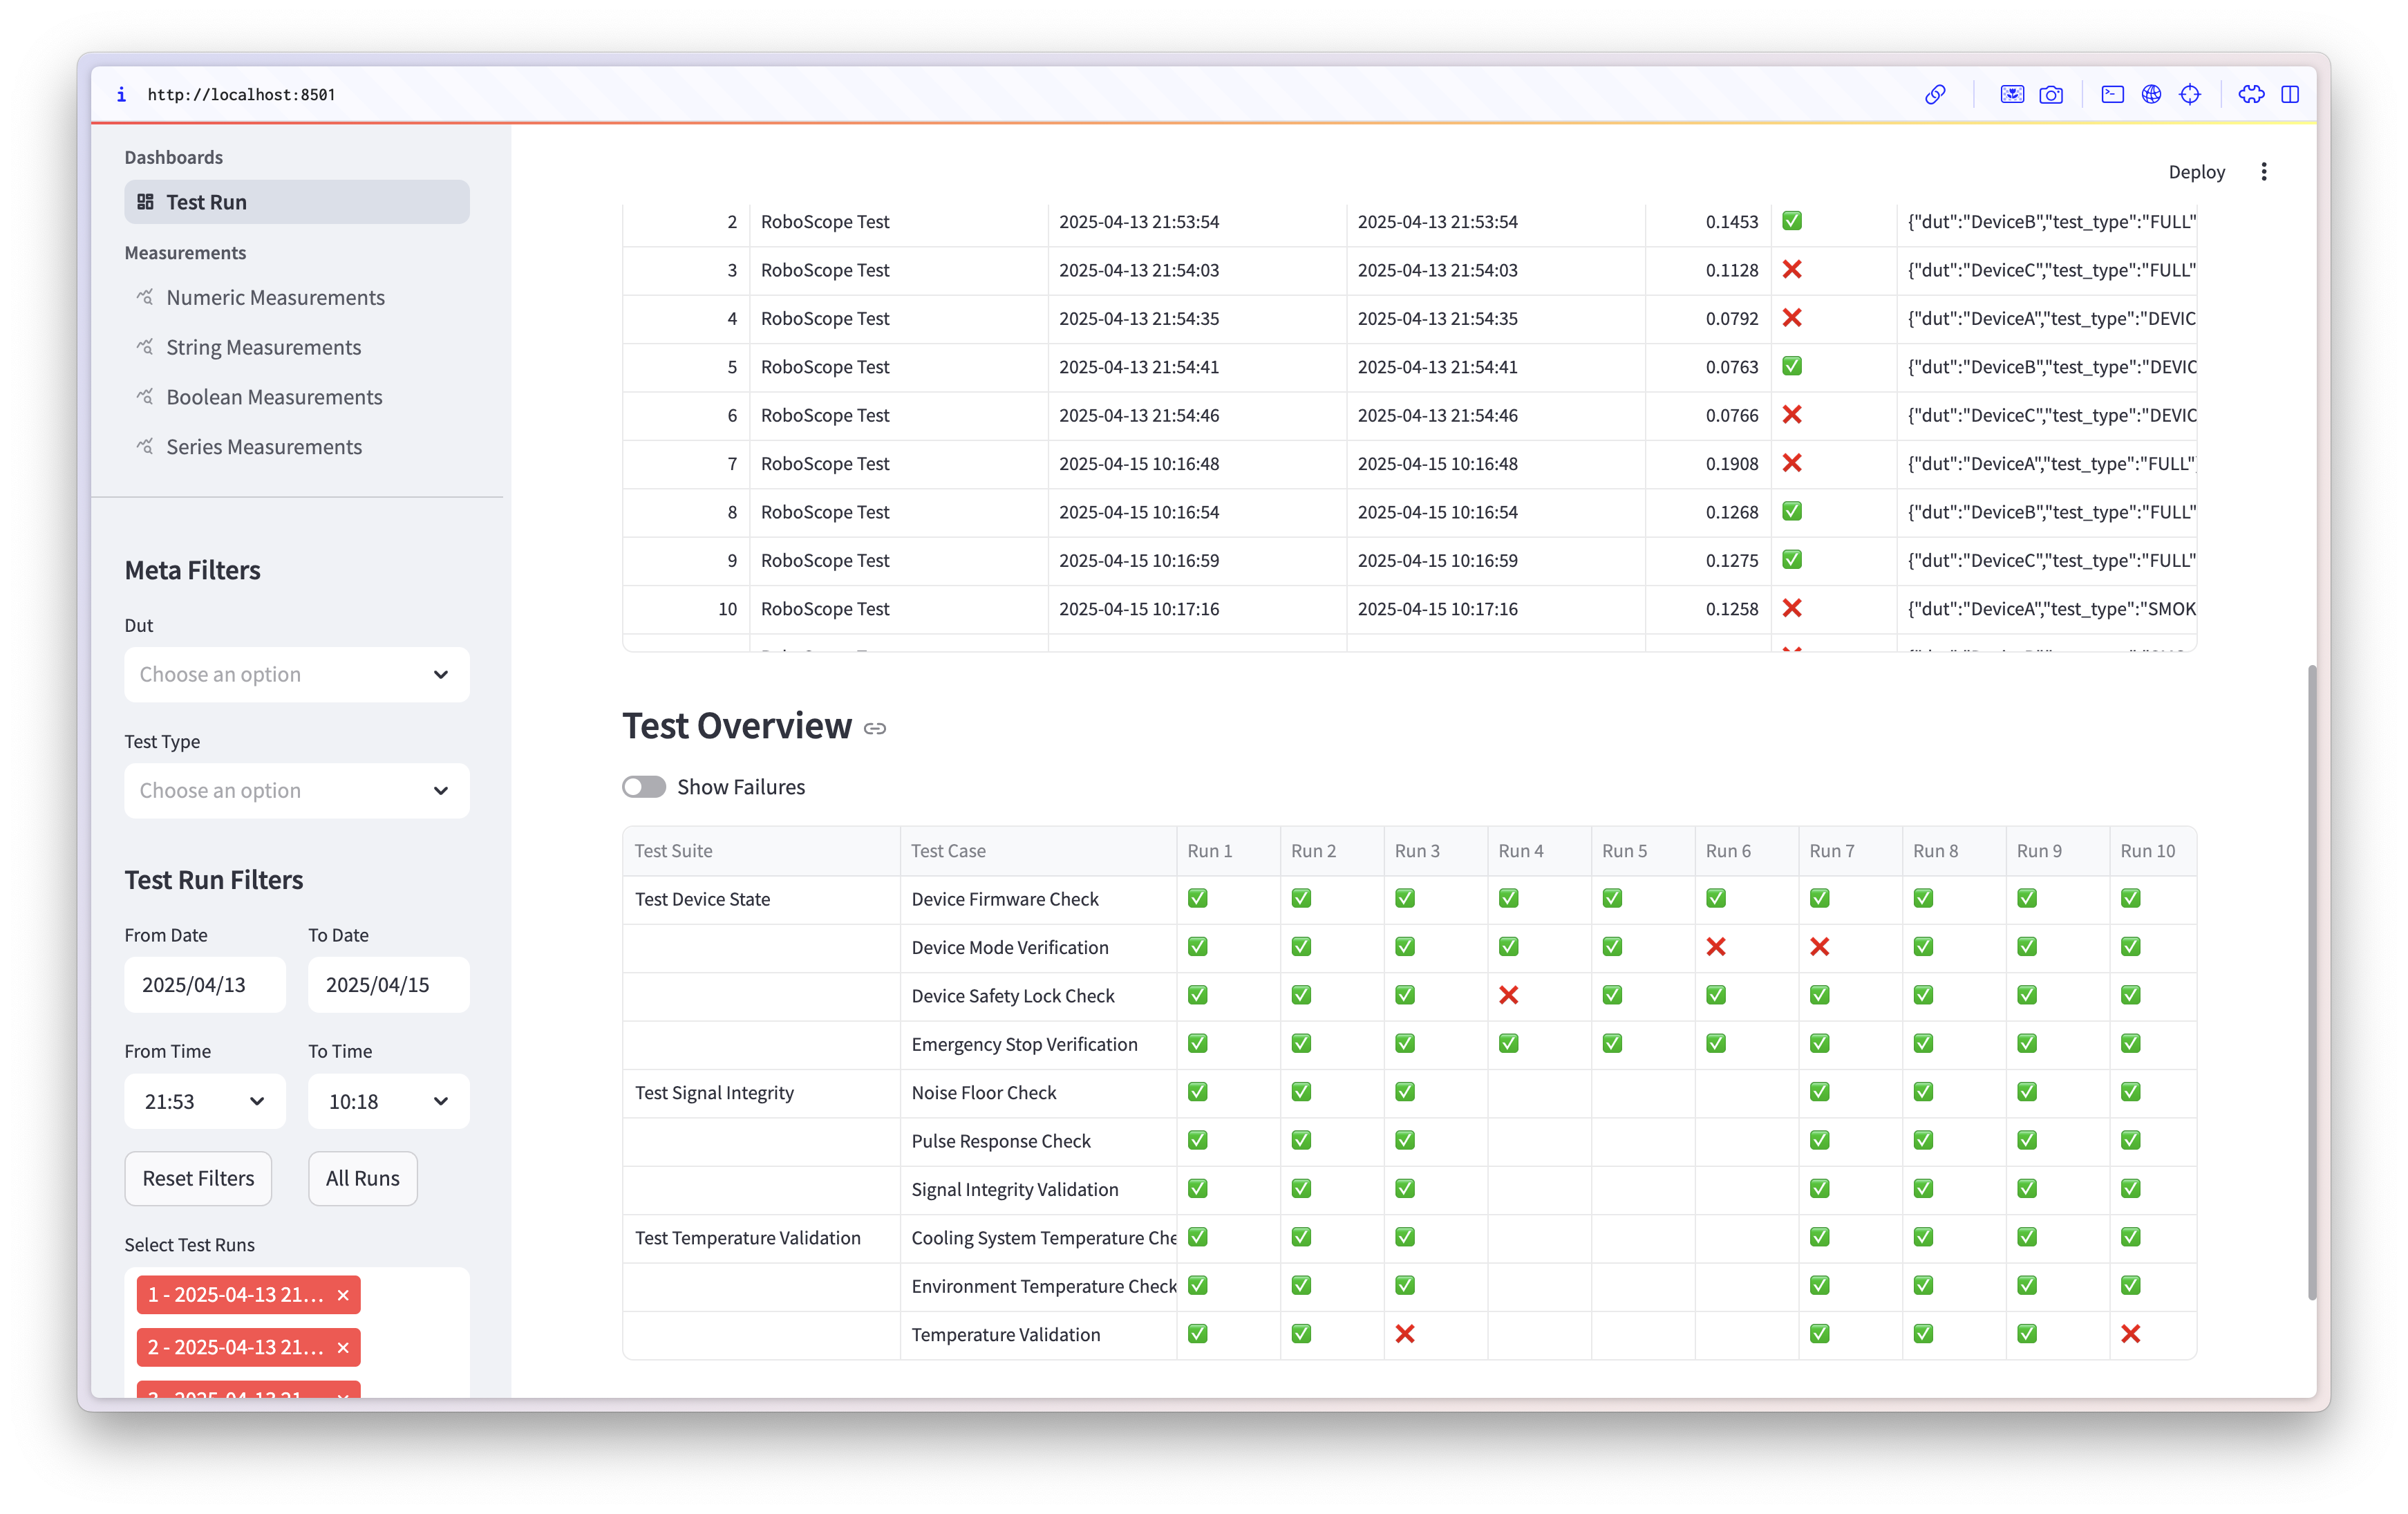 i http://localhost:8501
Dashboards
Test Run
Measurements
Numeric Measurements
String Measurements
Boolean Measurements
Series Measurements
Meta Filters
Dut
Choose an option
Test Type
Choose an option
Test Run Filters
From Date To Date
2025/04/13 2025/04/15
From Time To Time
21:53 10:18
Reset Filters All Runs
Select Test Runs
1 - 2025-04-13 21... ×
2 - 2025-04-13 21... ×
Deploy
2 RoboScope Test 2025-04-13 21:53:54 2025-04-13 21:53:54 0.1453 ✅ {"dut":"DeviceB","test_type":"FULL"
3 RoboScope Test 2025-04-13 21:54:03 2025-04-13 21:54:03 0.1128 ❌ {"dut":"DeviceC","test_type":"FULL"
4 RoboScope Test 2025-04-13 21:54:35 2025-04-13 21:54:35 0.0792 ❌ {"dut":"DeviceA","test_type":"DEVIC
5 RoboScope Test 2025-04-13 21:54:41 2025-04-13 21:54:41 0.0763 ✅ {"dut":"DeviceB","test_type":"DEVIC
6 RoboScope Test 2025-04-13 21:54:46 2025-04-13 21:54:46 0.0766 ❌ {"dut":"DeviceC","test_type":"DEVIC
7 RoboScope Test 2025-04-15 10:16:48 2025-04-15 10:16:48 0.1908 ❌ {"dut":"DeviceA","test_type":"FULL"
8 RoboScope Test 2025-04-15 10:16:54 2025-04-15 10:16:54 0.1268 ✅ {"dut":"DeviceB","test_type":"FULL"
9 RoboScope Test 2025-04-15 10:16:59 2025-04-15 10:16:59 0.1275 ✅ {"dut":"DeviceC","test_type":"FULL"
10 RoboScope Test 2025-04-15 10:17:16 2025-04-15 10:17:16 0.1258 ❌ {"dut":"DeviceA","test_type":"SMOK
Test Overview
Show Failures
Test Suite Test Case Run 1 Run 2 Run 3 Run 4 Run 5 Run 6 Run 7 Run 8 Run 9 Run 10
Test Device State Device Firmware Check ✅ ✅ ✅ ✅ ✅ ✅ ✅ ✅ ✅ ✅
Device Mode Verification ✅ ✅ ✅ ✅ ✅ ❌ ❌ ✅ ✅ ✅
Device Safety Lock Check ✅ ✅ ✅ ❌ ✅ ✅ ✅ ✅ ✅ ✅
Emergency Stop Verification ✅ ✅ ✅ ✅ ✅ ✅ ✅ ✅ ✅ ✅
Test Signal Integrity Noise Floor Check ✅ ✅ ✅ ✅ ✅ ✅ ✅
Pulse Response Check ✅ ✅ ✅ ✅ ✅ ✅ ✅
Signal Integrity Validation ✅ ✅ ✅ ✅ ✅ ✅ ✅
Test Temperature Validation Cooling System Temperature Che ✅ ✅ ✅ ✅ ✅ ✅ ✅
Environment Temperature Check ✅ ✅ ✅ ✅ ✅ ✅ ✅
Temperature Validation ✅ ✅ ❌ ✅ ✅ ✅ ❌